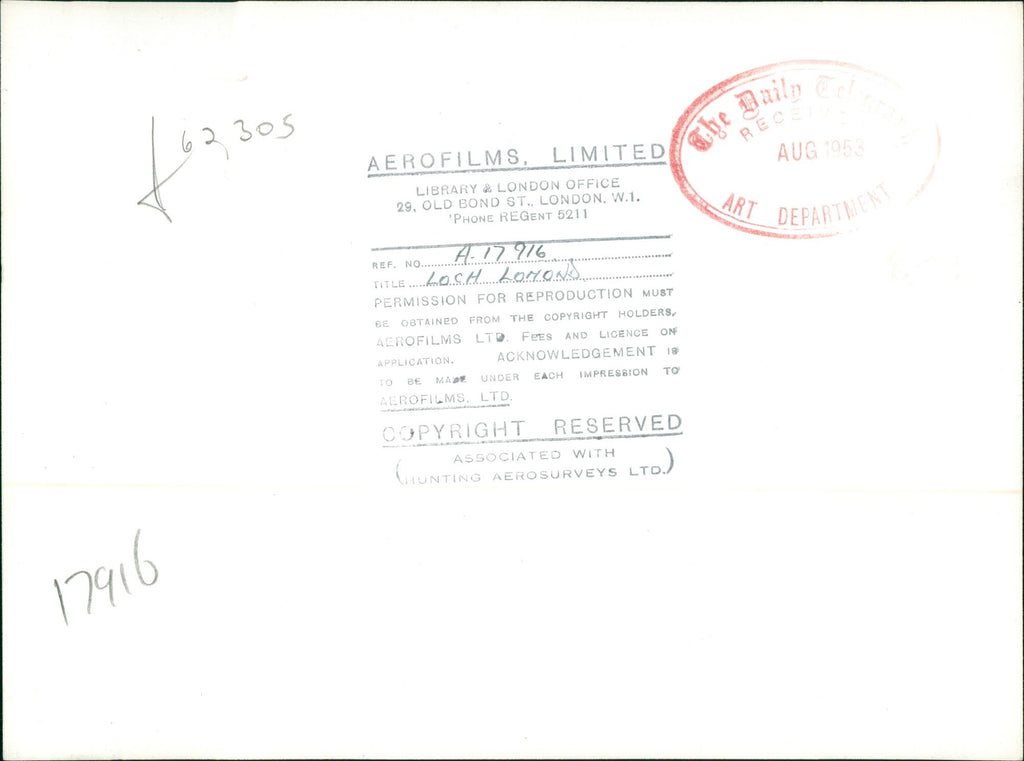 62,305
The Daily Telegraph
RECEIVED
AUG 1953
ART DEPARTMENT
AEROFILMS, LIMITED
LIBRARY & LONDON OFFICE
29, OLD BOND ST., LONDON, W.1.
'PHONE REGENT 5211
REF. NO. A.17916
TITLE LOCH LOMOND
PERMISSION FOR REPRODUCTION MUST
BE OBTAINED FROM THE COPYRIGHT HOLDERS,
AEROFILMS LTD. FEES AND LICENCE ON
APPLICATION. ACKNOWLEDGEMENT IS
TO BE MADE UNDER EACH IMPRESSION TO
AEROFILMS, LTD.
COPYRIGHT RESERVED
(ASSOCIATED WITH
HUNTING AEROSURVEYS LTD.)
17916